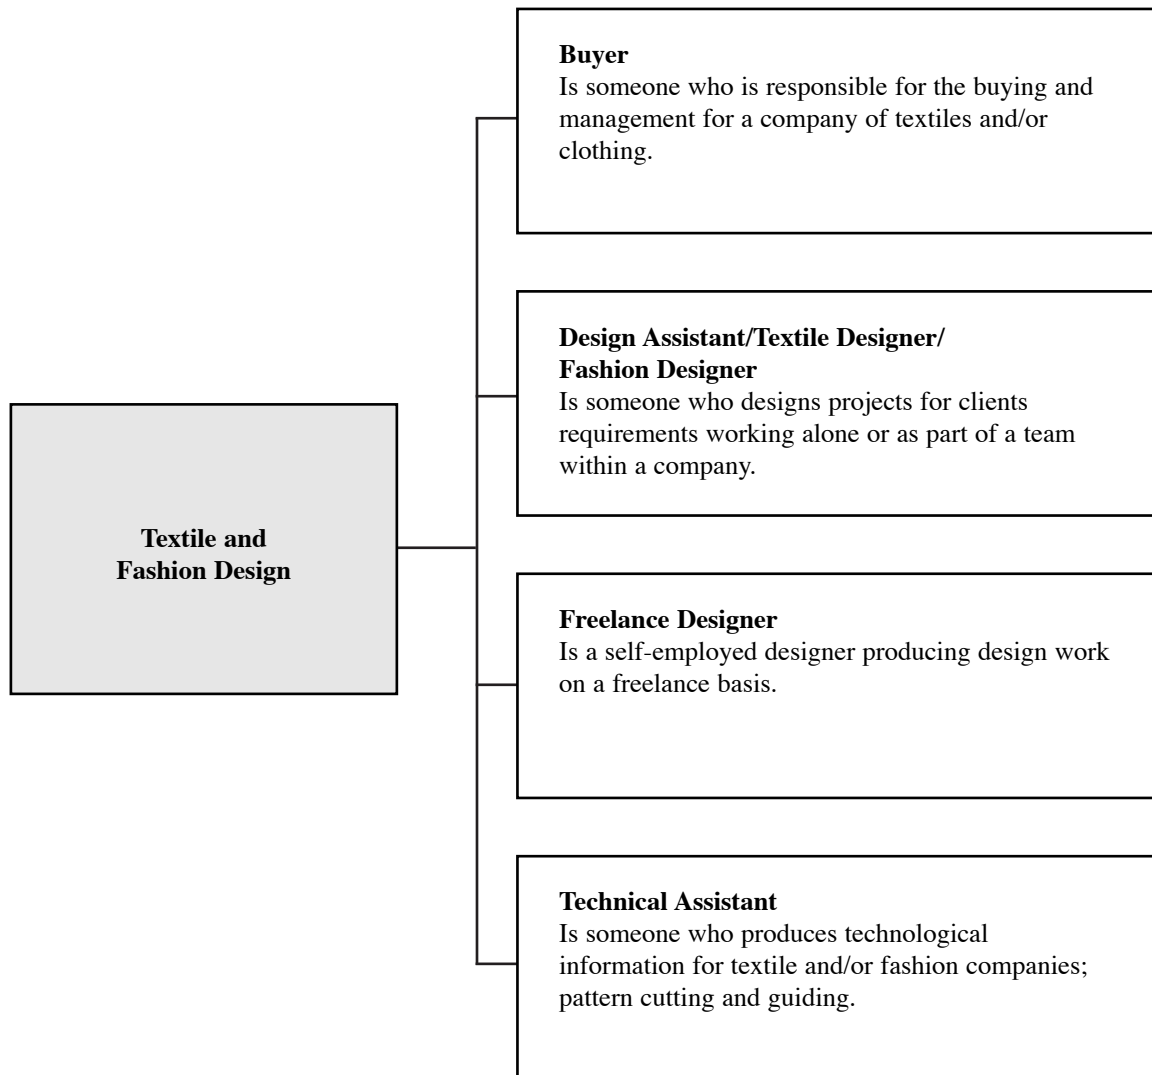 Buyer
Is someone who is responsible for the buying and
management for a company of textiles and/or
clothing.
Design Assistant/Textile Designer/
Fashion Designer
Is someone who designs projects for clients
requirements working alone or as part of a team
within a company.
Textile and
Fashion Design
Freelance Designer
Is a self-employed designer producing design work
on a freelance basis.
Technical Assistant
Is someone who produces technological
information for textile and/or fashion companies;
pattern cutting and guiding.